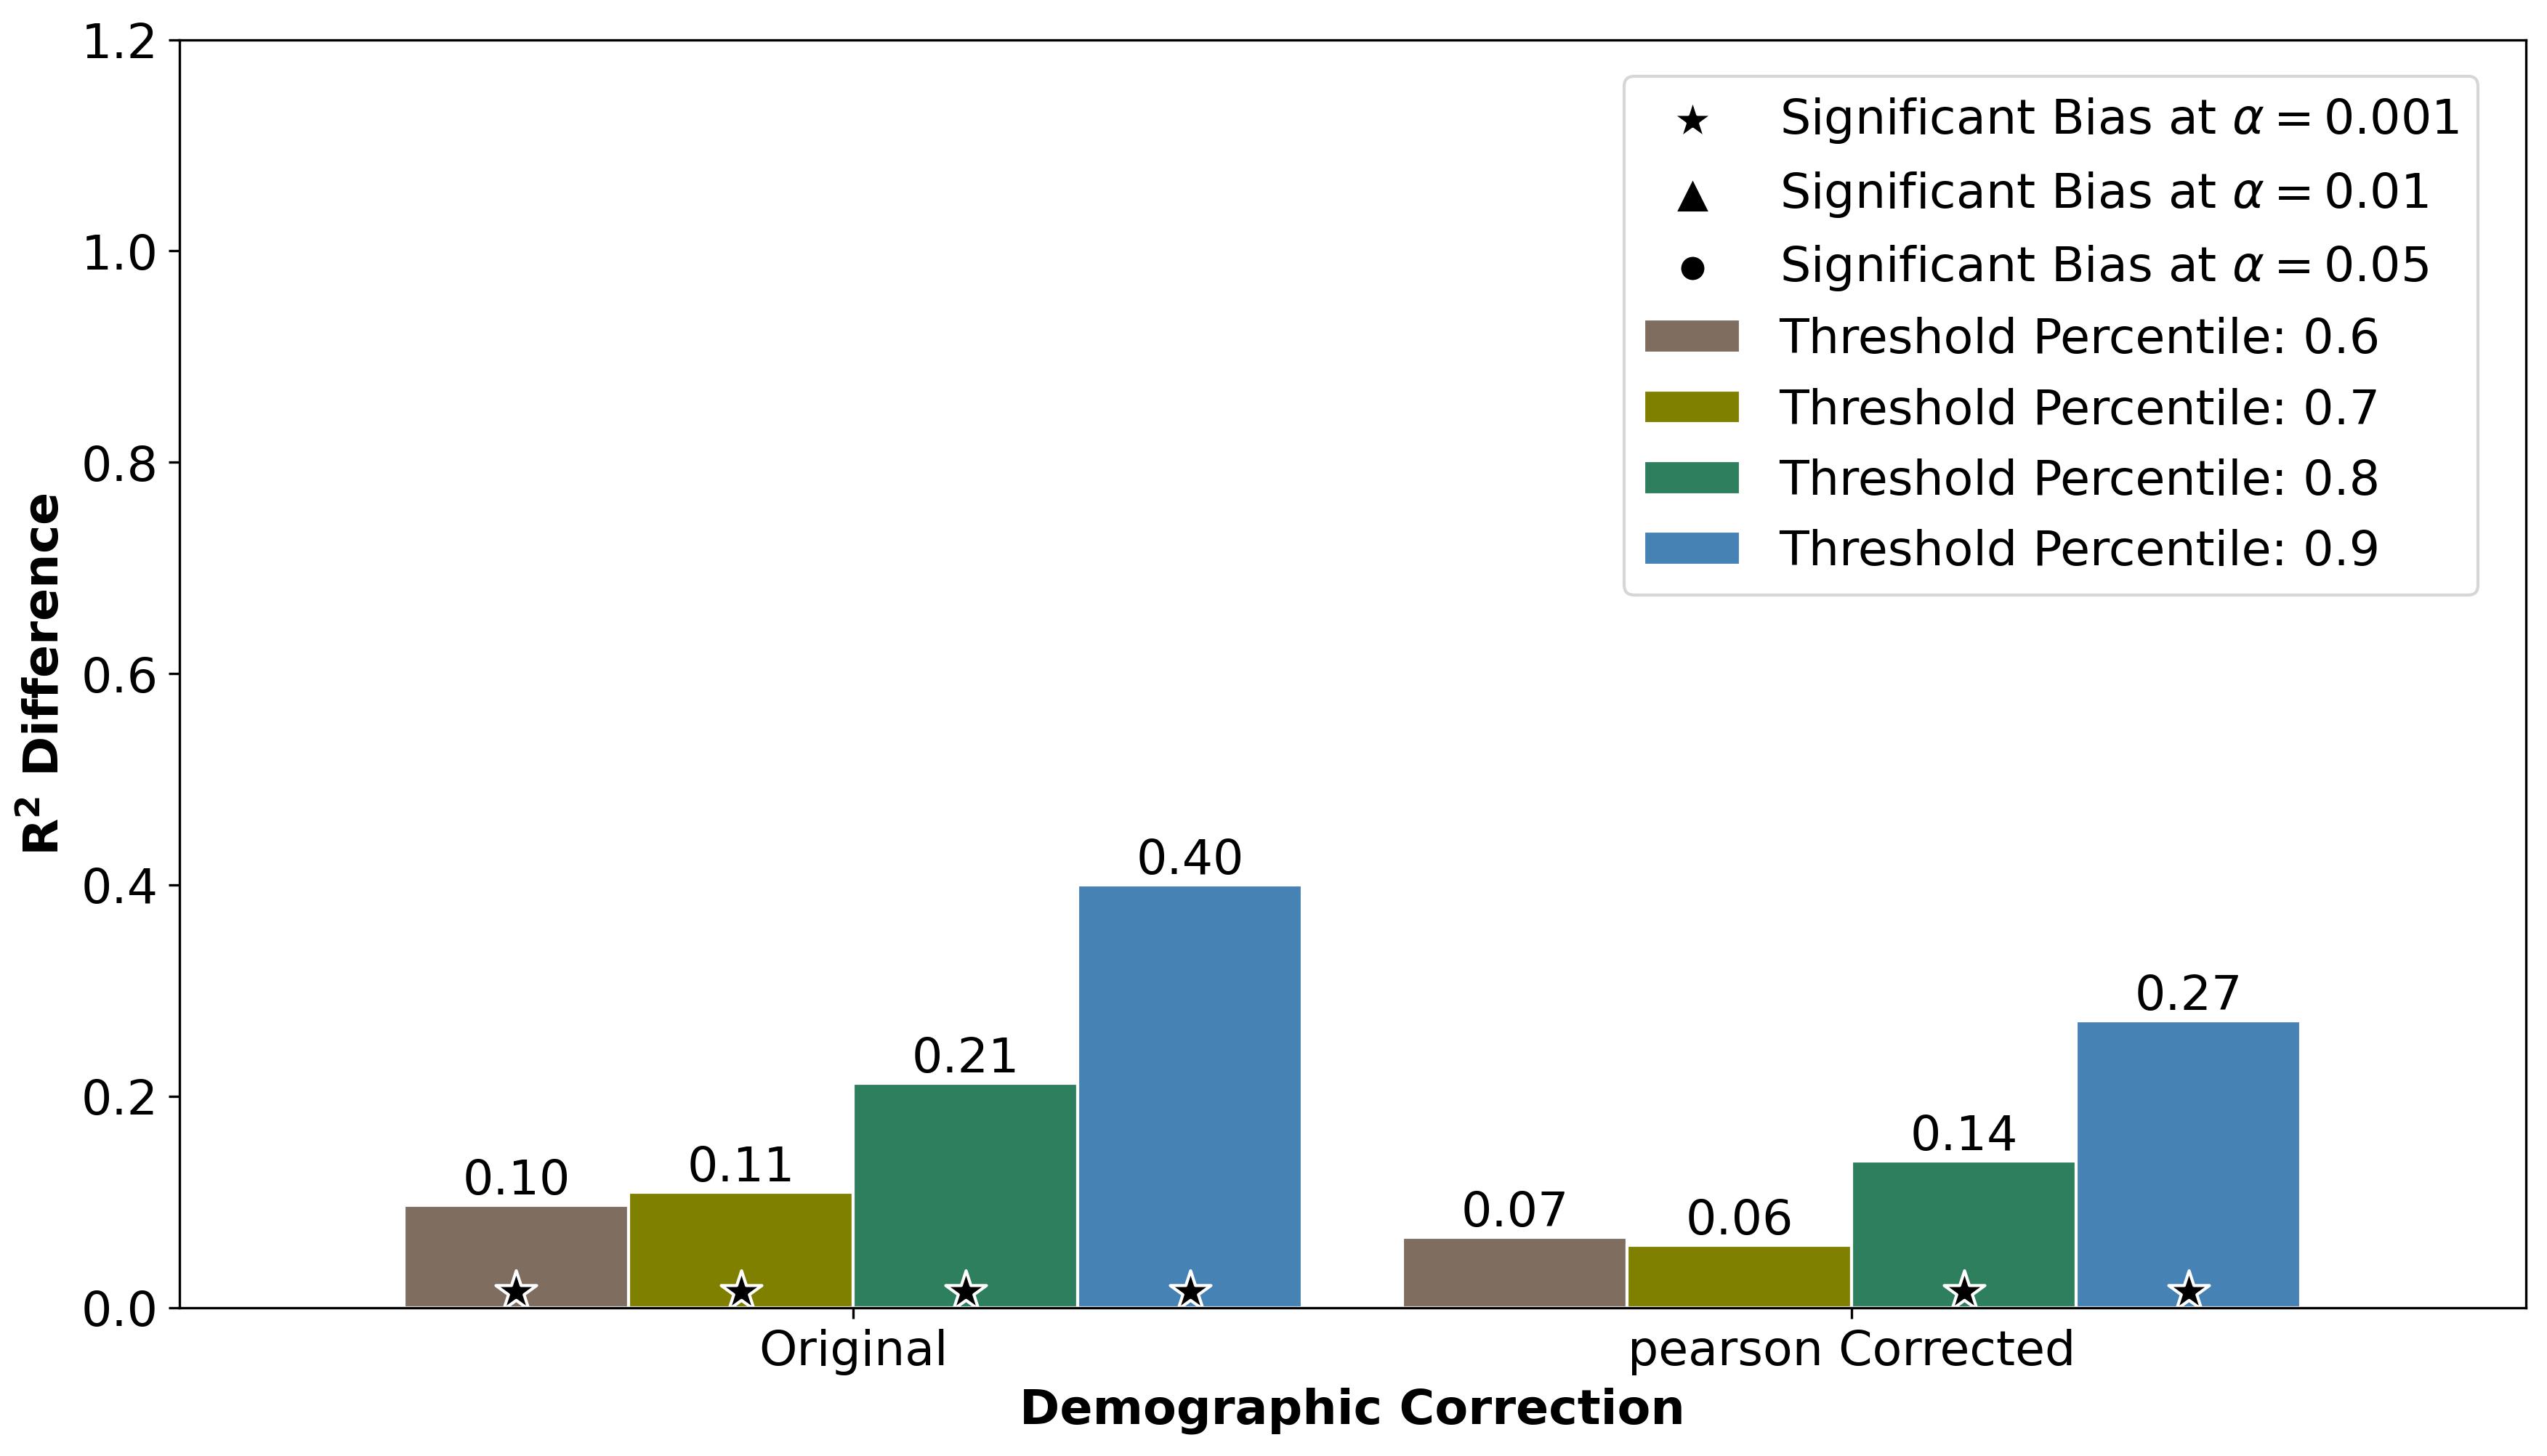 1.2
1.0
0.8
0.6
0.4
0.2
0.0
R² Difference
Significant Bias at α = 0.001
Significant Bias at α = 0.01
Significant Bias at α = 0.05
Threshold Percentile: 0.6
Threshold Percentile: 0.7
Threshold Percentile: 0.8
Threshold Percentile: 0.9
0.10
0.11
0.21
0.40
0.07
0.06
0.14
0.27
Original
pearson Corrected
Demographic Correction